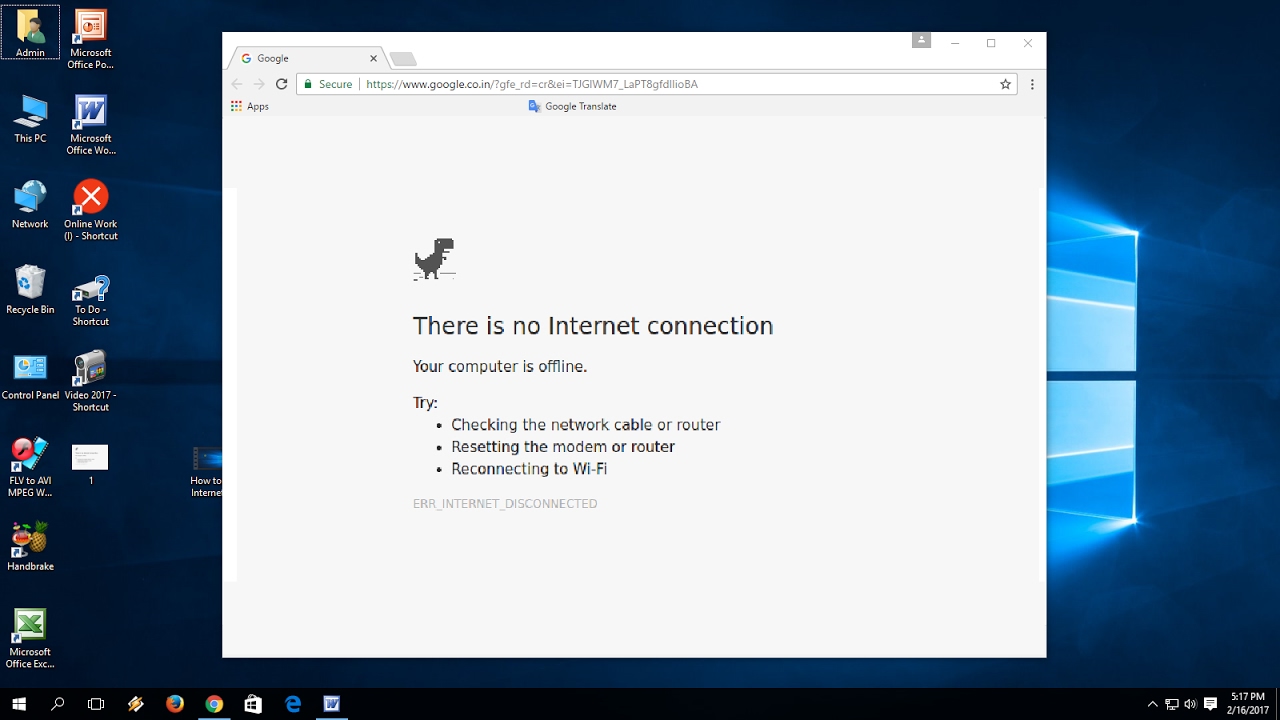 Admin
Microsoft
Office Po...
This PC
Microsoft
Office Wo...
Network
Online Work
(I) - Shortcut
Recycle Bin
To Do -
Shortcut
Control Panel
Video 2017 -
Shortcut
FLV to AVI
MPEG W...
1
How to
Internet
Handbrake
Microsoft
Office Exc...
Google
Secure
https://www.google.co.in/?gfe_rd=cr&ei=TJGlWM7_LaPT8gfdlIioBA
Apps
Google Translate
There is no Internet connection
Your computer is offline.
Try:
• Checking the network cable or router
• Resetting the modem or router
• Reconnecting to Wi-Fi
ERR_INTERNET_DISCONNECTED
5:17 PM
2/16/2017